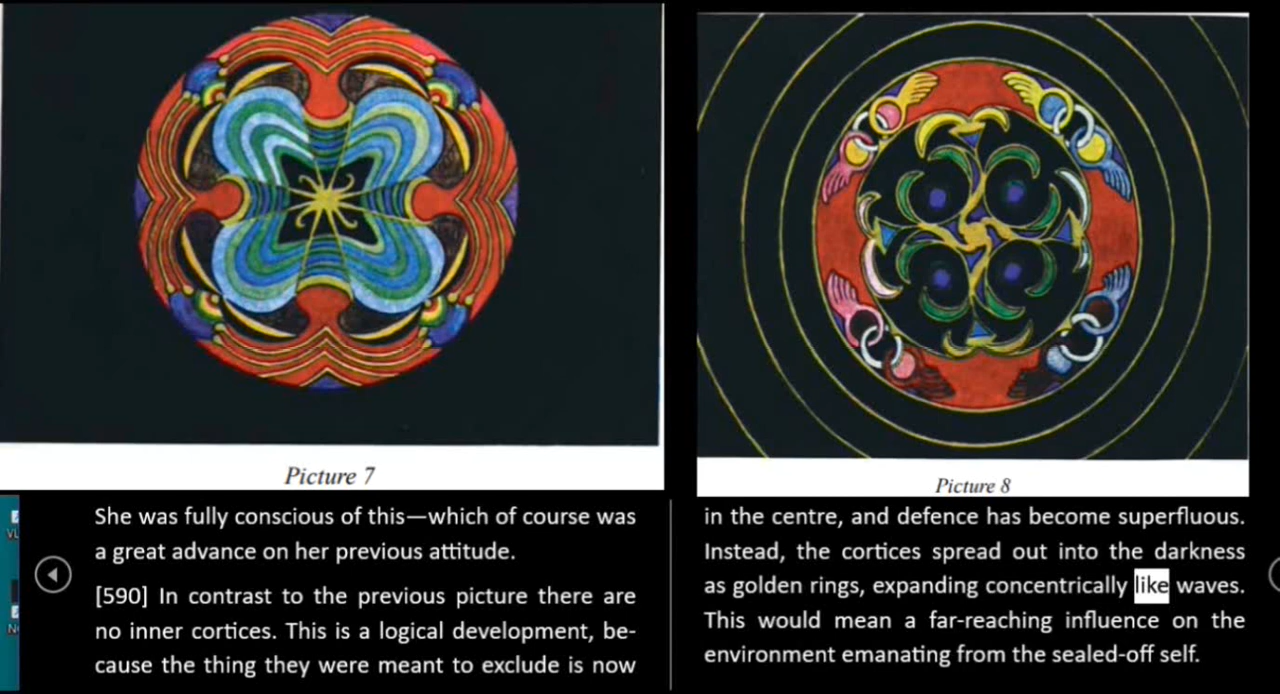 Picture 7
Picture 8
She was fully conscious of this—which of course was
a great advance on her previous attitude.
[590] In contrast to the previous picture there are
no inner cortices. This is a logical development, be-
cause the thing they were meant to exclude is now
in the centre, and defence has become superfluous.
Instead, the cortices spread out into the darkness
as golden rings, expanding concentrically like waves.
This would mean a far-reaching influence on the
environment emanating from the sealed-off self.